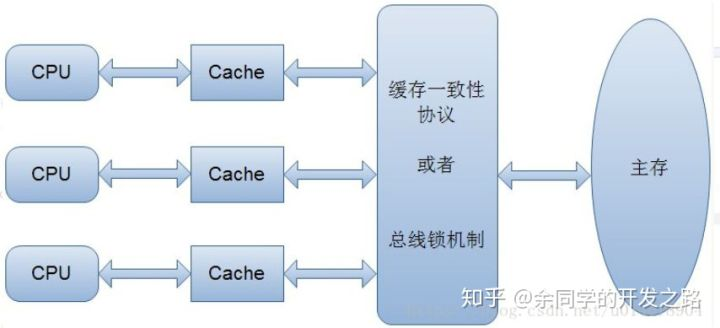 CPU
Cache
缓存一致性
协议
CPU
Cache
或者
主存
CPU
Cache
总线锁机制
知乎 @余同学的开发之路